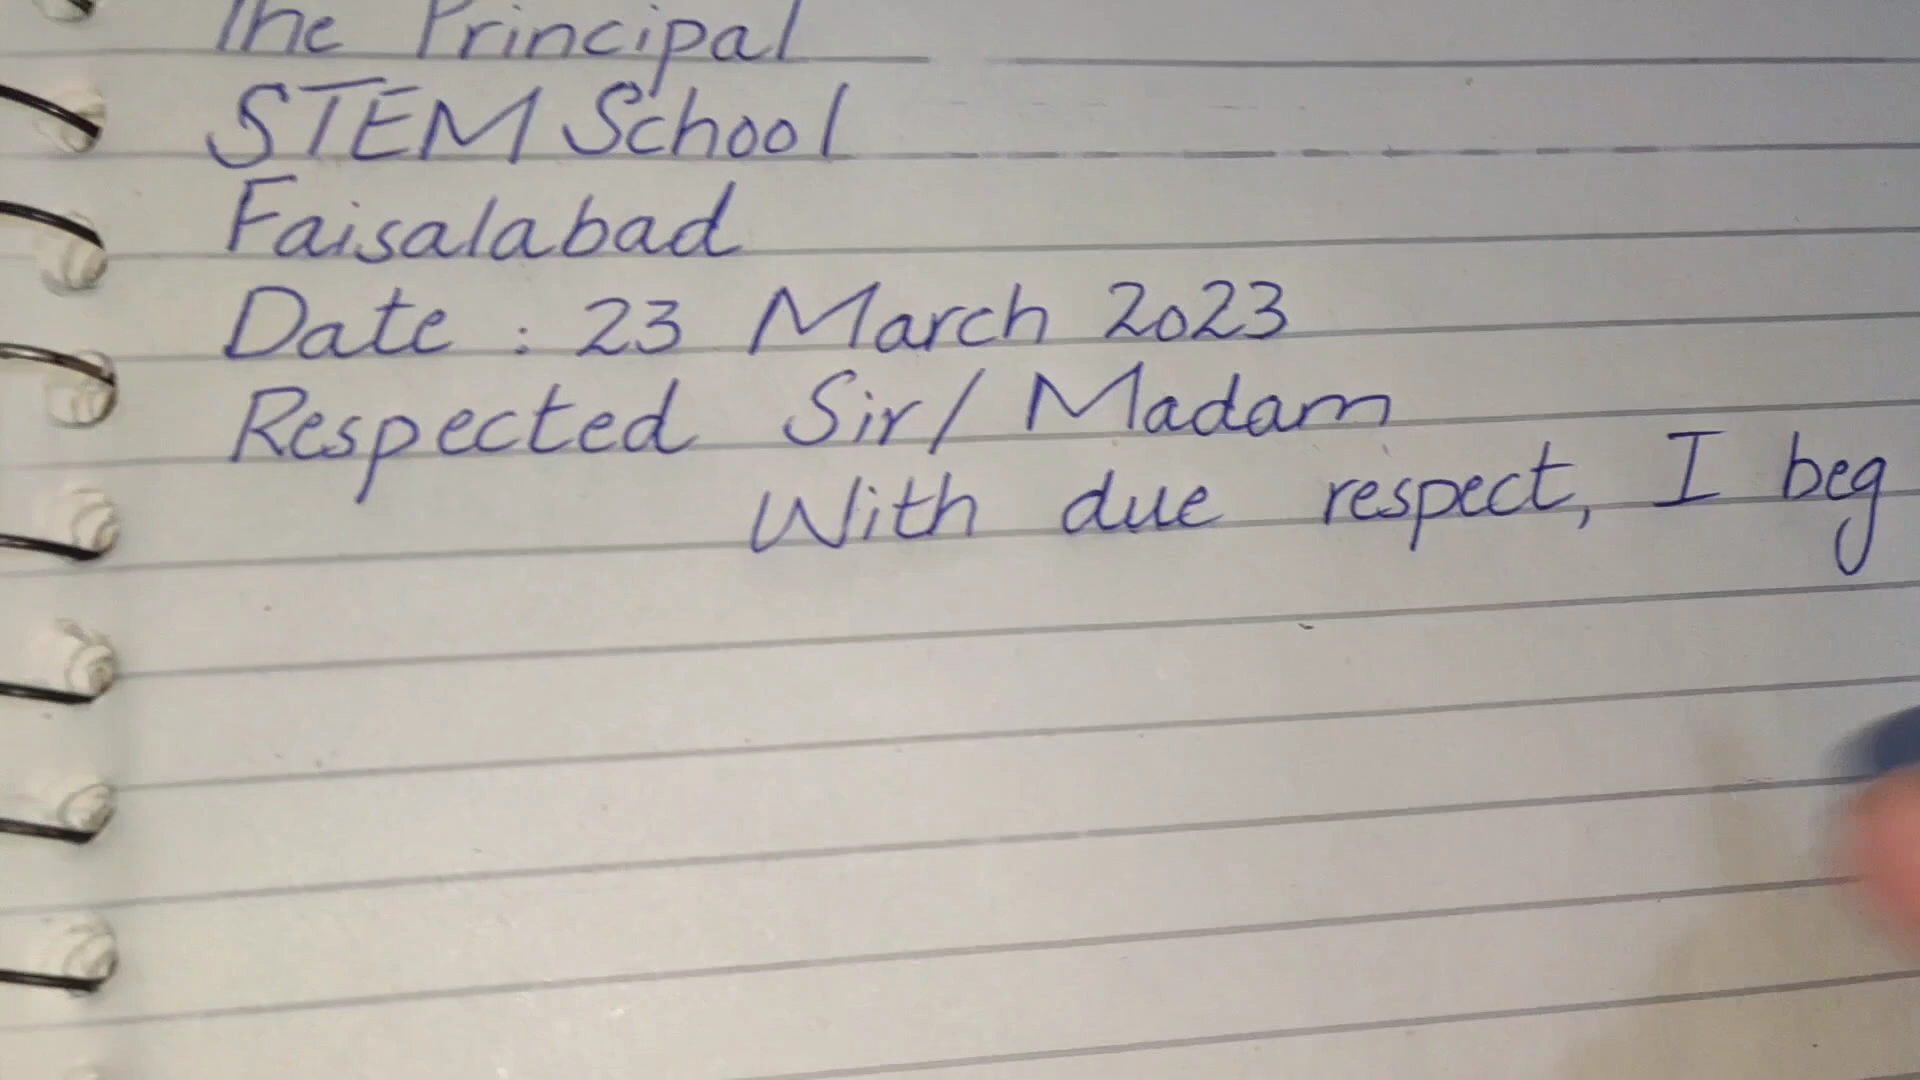 The Principal
STEM School
Faisalabad
Date : 23 March 2023
Respected Sir/ Madam
With due respect, I beg